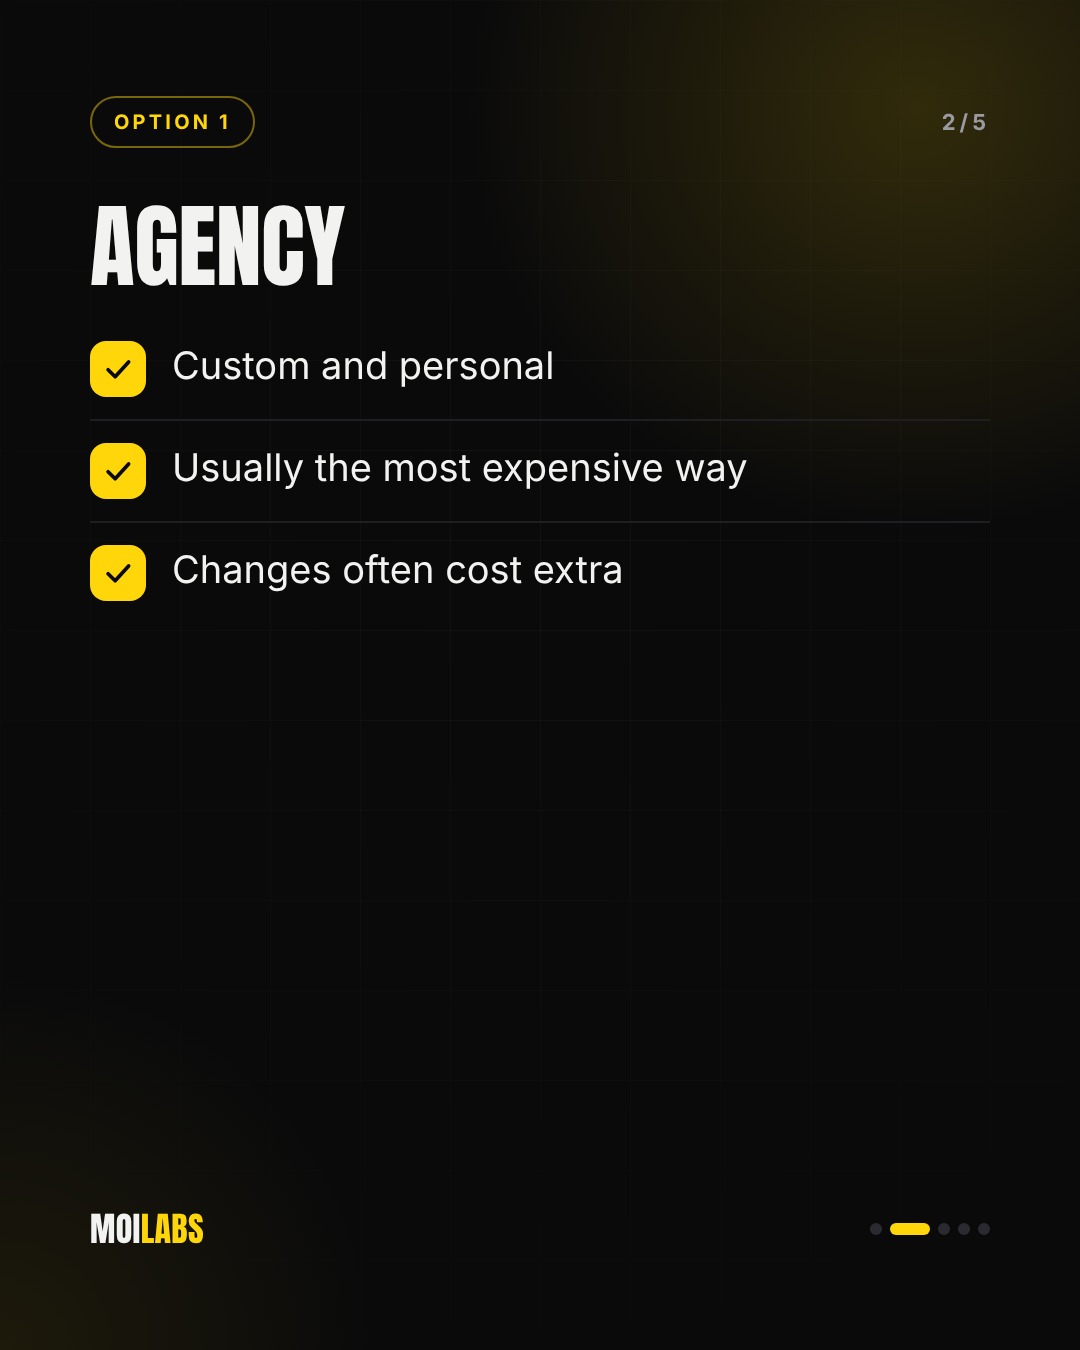 OPTION 1
2/5
AGENCY
Custom and personal
Usually the most expensive way
Changes often cost extra
MOILABS